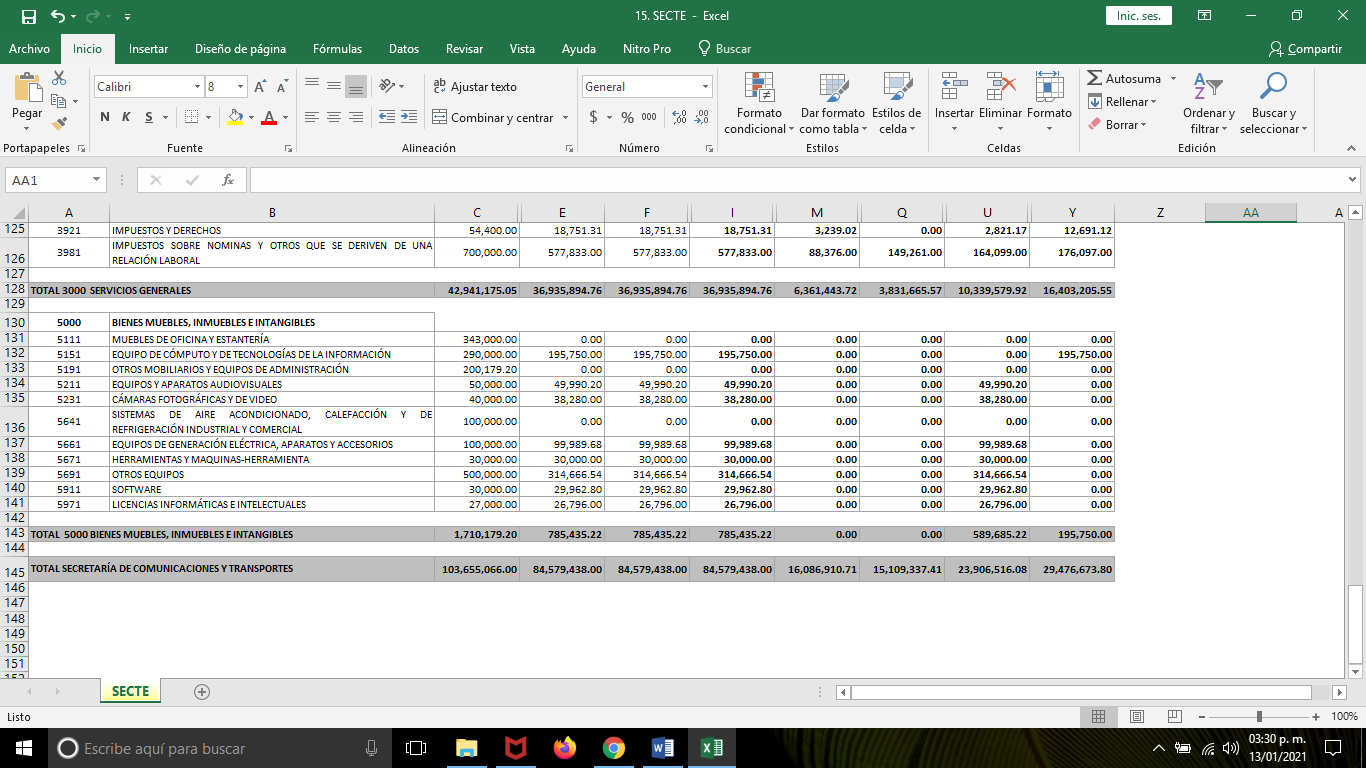 15. SECTE - Excel
Inic. ses.
Archivo Inicio Insertar Diseño de página Fórmulas Datos Revisar Vista Ayuda Nitro Pro Buscar Compartir
Pegar
Calibri 8
N K S
Ajustar texto
Combinar y centrar
General
$ % 000
Formato condicional
Dar formato como tabla
Estilos de celda
Insertar Eliminar Formato
Autosuma
Rellenar
Borrar
Ordenar y filtrar
Buscar y seleccionar
Portapapeles Fuente Alineación Número Estilos Celdas Edición
AA1 fx
A B C E F I M Q U Y Z AA A
125 3921 IMPUESTOS Y DERECHOS 54,400.00 18,751.31 18,751.31 18,751.31 3,239.02 0.00 2,821.17 12,691.12
126 3981 IMPUESTOS SOBRE NOMINAS Y OTROS QUE SE DERIVEN DE UNA RELACIÓN LABORAL 700,000.00 577,833.00 577,833.00 577,833.00 88,376.00 149,261.00 164,099.00 176,097.00
127
128 TOTAL 3000 SERVICIOS GENERALES 42,941,175.05 36,935,894.76 36,935,894.76 36,935,894.76 6,361,443.72 3,831,665.57 10,339,579.92 16,403,205.55
129
130 5000 BIENES MUEBLES, INMUEBLES E INTANGIBLES
131 5111 MUEBLES DE OFICINA Y ESTANTERÍA 343,000.00 0.00 0.00 0.00 0.00 0.00 0.00 0.00
132 5151 EQUIPO DE CÓMPUTO Y DE TECNOLOGÍAS DE LA INFORMACIÓN 290,000.00 195,750.00 195,750.00 195,750.00 0.00 0.00 0.00 195,750.00
133 5191 OTROS MOBILIARIOS Y EQUIPOS DE ADMINISTRACIÓN 200,179.20 0.00 0.00 0.00 0.00 0.00 0.00 0.00
134 5211 EQUIPOS Y APARATOS AUDIOVISUALES 50,000.00 49,990.20 49,990.20 49,990.20 0.00 0.00 49,990.20 0.00
135 5231 CÁMARAS FOTOGRÁFICAS Y DE VIDEO 40,000.00 38,280.00 38,280.00 38,280.00 0.00 0.00 38,280.00 0.00
136 5641 SISTEMAS DE AIRE ACONDICIONADO, CALEFACCIÓN Y DE REFRIGERACIÓN INDUSTRIAL Y COMERCIAL 100,000.00 0.00 0.00 0.00 0.00 0.00 0.00 0.00
137 5661 EQUIPOS DE GENERACIÓN ELÉCTRICA, APARATOS Y ACCESORIOS 100,000.00 99,989.68 99,989.68 99,989.68 0.00 0.00 99,989.68 0.00
138 5671 HERRAMIENTAS Y MAQUINAS-HERRAMIENTA 30,000.00 30,000.00 30,000.00 30,000.00 0.00 0.00 30,000.00 0.00
139 5691 OTROS EQUIPOS 500,000.00 314,666.54 314,666.54 314,666.54 0.00 0.00 314,666.54 0.00
140 5911 SOFTWARE 30,000.00 29,962.80 29,962.80 29,962.80 0.00 0.00 29,962.80 0.00
141 5971 LICENCIAS INFORMÁTICAS E INTELECTUALES 27,000.00 26,796.00 26,796.00 26,796.00 0.00 0.00 26,796.00 0.00
142
143 TOTAL 5000 BIENES MUEBLES, INMUEBLES E INTANGIBLES 1,710,179.20 785,435.22 785,435.22 785,435.22 0.00 0.00 589,685.22 195,750.00
144
145 TOTAL SECRETARÍA DE COMUNICACIONES Y TRANSPORTES 103,655,066.00 84,579,438.00 84,579,438.00 84,579,438.00 16,086,910.71 15,109,337.41 23,906,516.08 29,476,673.80
146
147
148
149
150
151
152
SECTE
Listo 100%
Escribe aquí para buscar
03:30 p. m.
13/01/2021